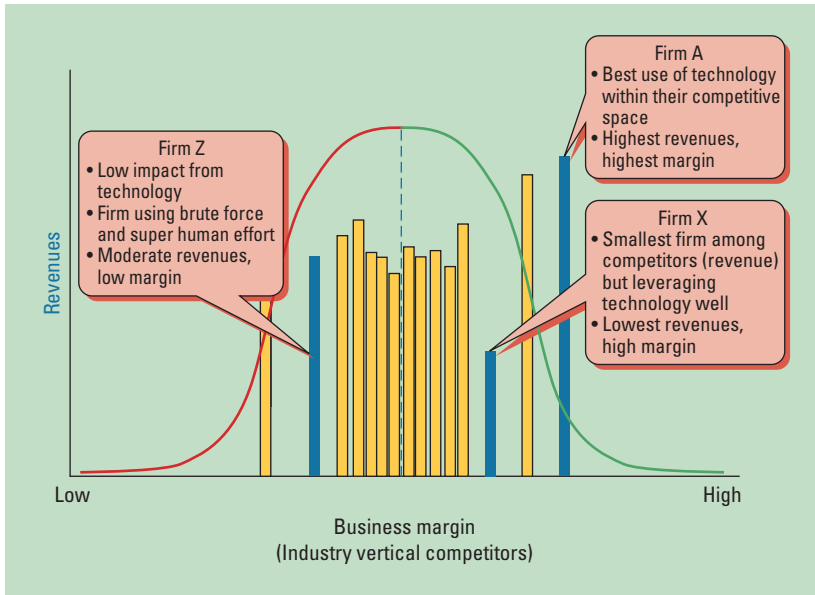 Firm A
• Best use of technology
within their competitive
space
• Highest revenues,
highest margin
Firm Z
• Low impact from
technology
• Firm using brute force
and super human effort
• Moderate revenues,
low margin
Firm X
• Smallest firm among
competitors (revenue)
but leveraging
technology well
• Lowest revenues,
high margin
Revenues
Low
High
Business margin
(Industry vertical competitors)